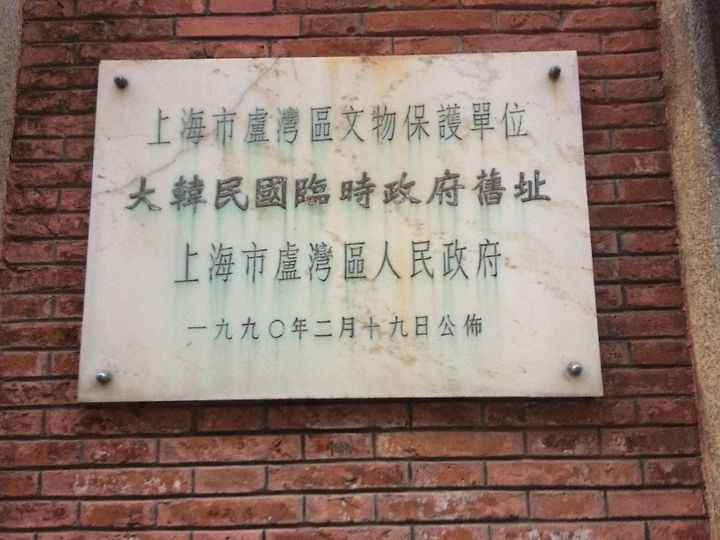 上海市盧灣區文物保護單位
大韓民國臨時政府舊址
上海市盧灣區人民政府
一九九〇年二月十九日公佈